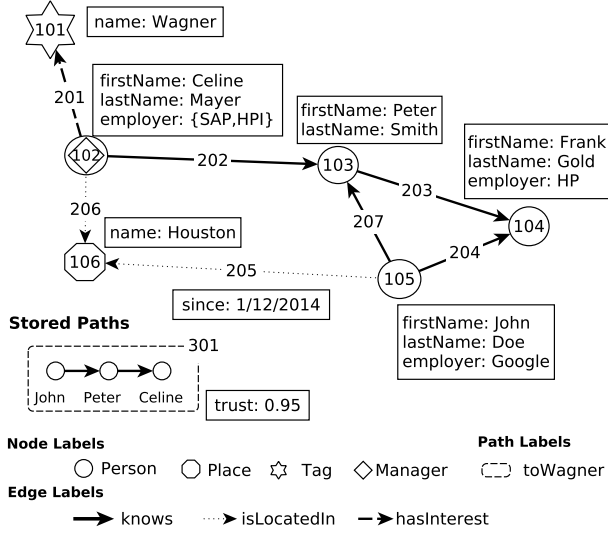 101
name: Wagner
201
firstName: Celine
lastName: Mayer
employer: {SAP,HPI}
102
202
firstName: Peter
lastName: Smith
103
203
firstName: Frank
lastName: Gold
employer: HP
104
206
name: Houston
106
207
204
205
105
since: 1/12/2014
firstName: John
lastName: Doe
employer: Google
Stored Paths
301
John Peter Celine
trust: 0.95
Node Labels
Person Place Tag Manager
Path Labels
toWagner
Edge Labels
knows isLocatedIn hasInterest